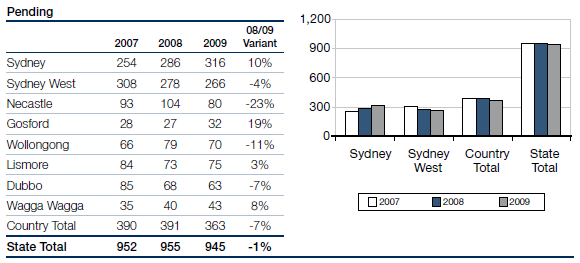 Pending
2007 2008 2009 08/09 Variant
Sydney 254 286 316 10%
Sydney West 308 278 266 -4%
Necastle 93 104 80 -23%
Gosford 28 27 32 19%
Wollongong 66 79 70 -11%
Lismore 84 73 75 3%
Dubbo 85 68 63 -7%
Wagga Wagga 35 40 43 8%
Country Total 390 391 363 -7%
State Total 952 955 945 -1%
1,200
900
600
300
0
Sydney Sydney West Country Total State Total
2007 2008 2009